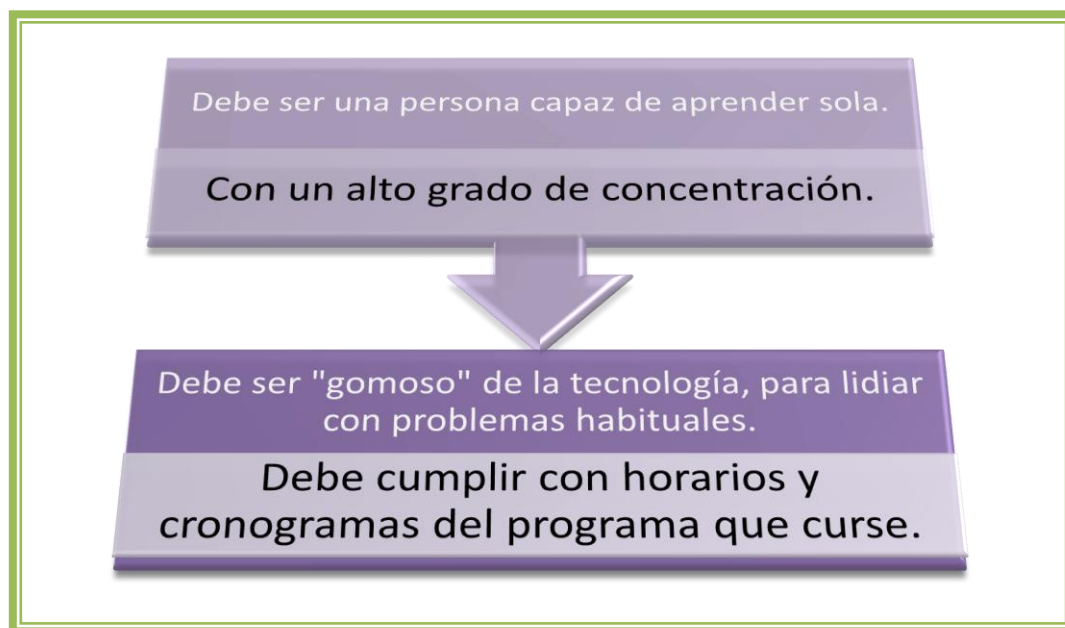 Debe ser una persona capaz de aprender sola.
Con un alto grado de concentración.
Debe ser "gomoso" de la tecnología, para lidiar
con problemas habituales.
Debe cumplir con horarios y
cronogramas del programa que curse.